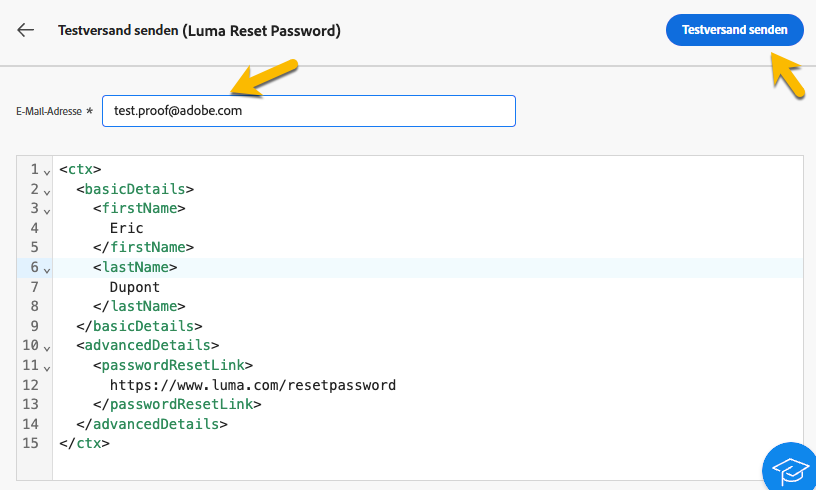 Testversand senden (Luma Reset Password)
Testversand senden
E-Mail-Adresse *
test.proof@adobe.com
1 <ctx>
2 <basicDetails>
3 <firstName>
4 Eric
5 </firstName>
6 <lastName>
7 Dupont
8 </lastName>
9 </basicDetails>
10 <advancedDetails>
11 <passwordResetLink>
12 https://www.luma.com/resetpassword
13 </passwordResetLink>
14 </advancedDetails>
15 </ctx>